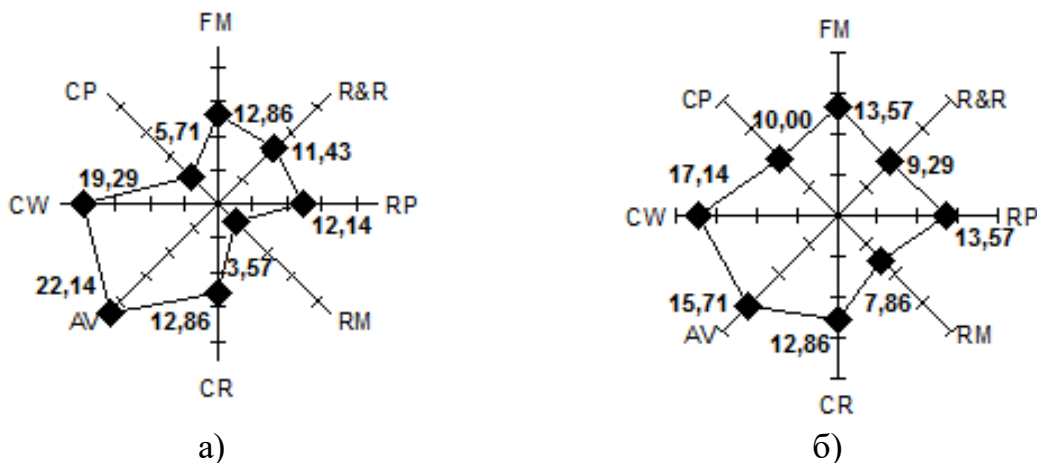 FM
CP
R&R
5,71
12,86
11,43
19,29
CW
RP
12,14
3,57
22,14
AV
12,86
RM
CR
а)
FM
CP
R&R
10,00
13,57
9,29
17,14
CW
RP
13,57
15,71
7,86
AV
12,86
RM
CR
б)